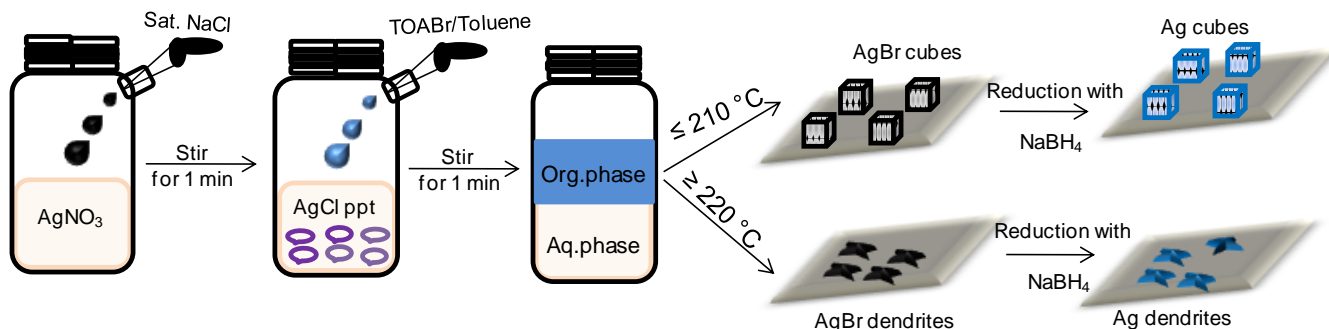 Sat. NaCl
AgNO₃
Stir
for 1 min
TOABr/Toluene
AgCl ppt
Stir
for 1 min
Org.phase
Aq.phase
≤ 210 °C
≥ 220 °C
AgBr cubes
Reduction with
NaBH₄
Ag cubes
AgBr dendrites
Reduction with
NaBH₄
Ag dendrites